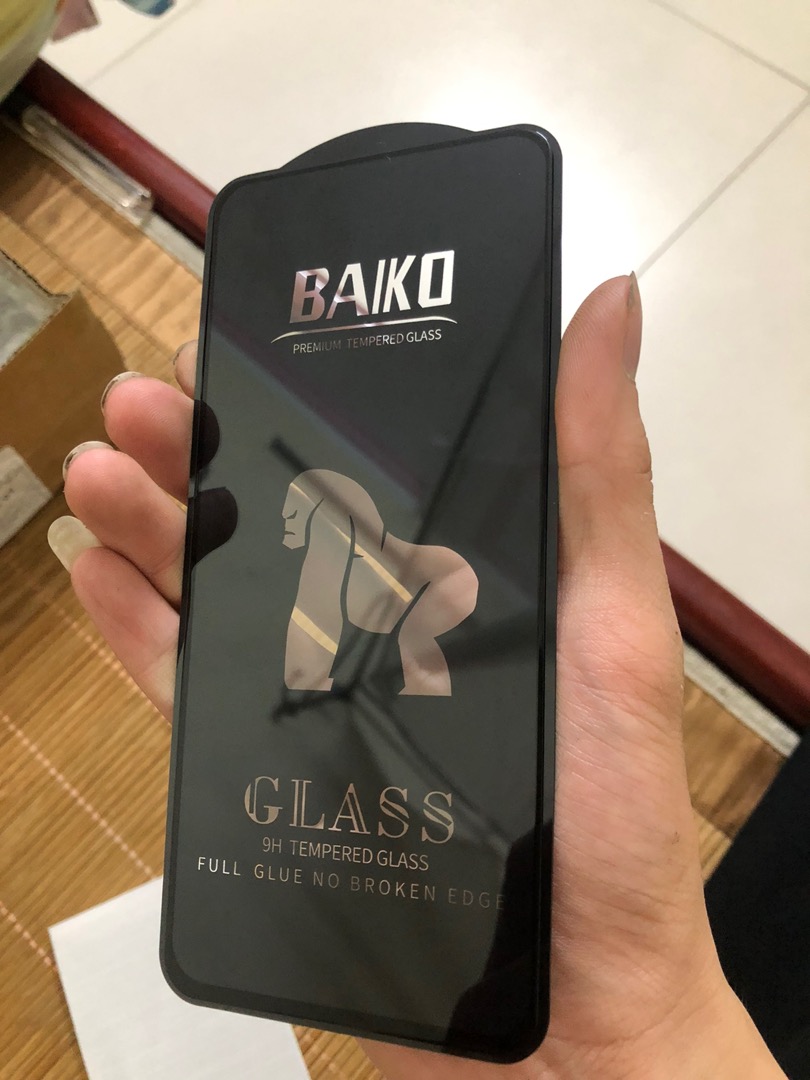 BAIKO
PREMIUM TEMPERED GLASS
GLASS
9H TEMPERED GLASS
FULL GLUE NO BROKEN EDGE